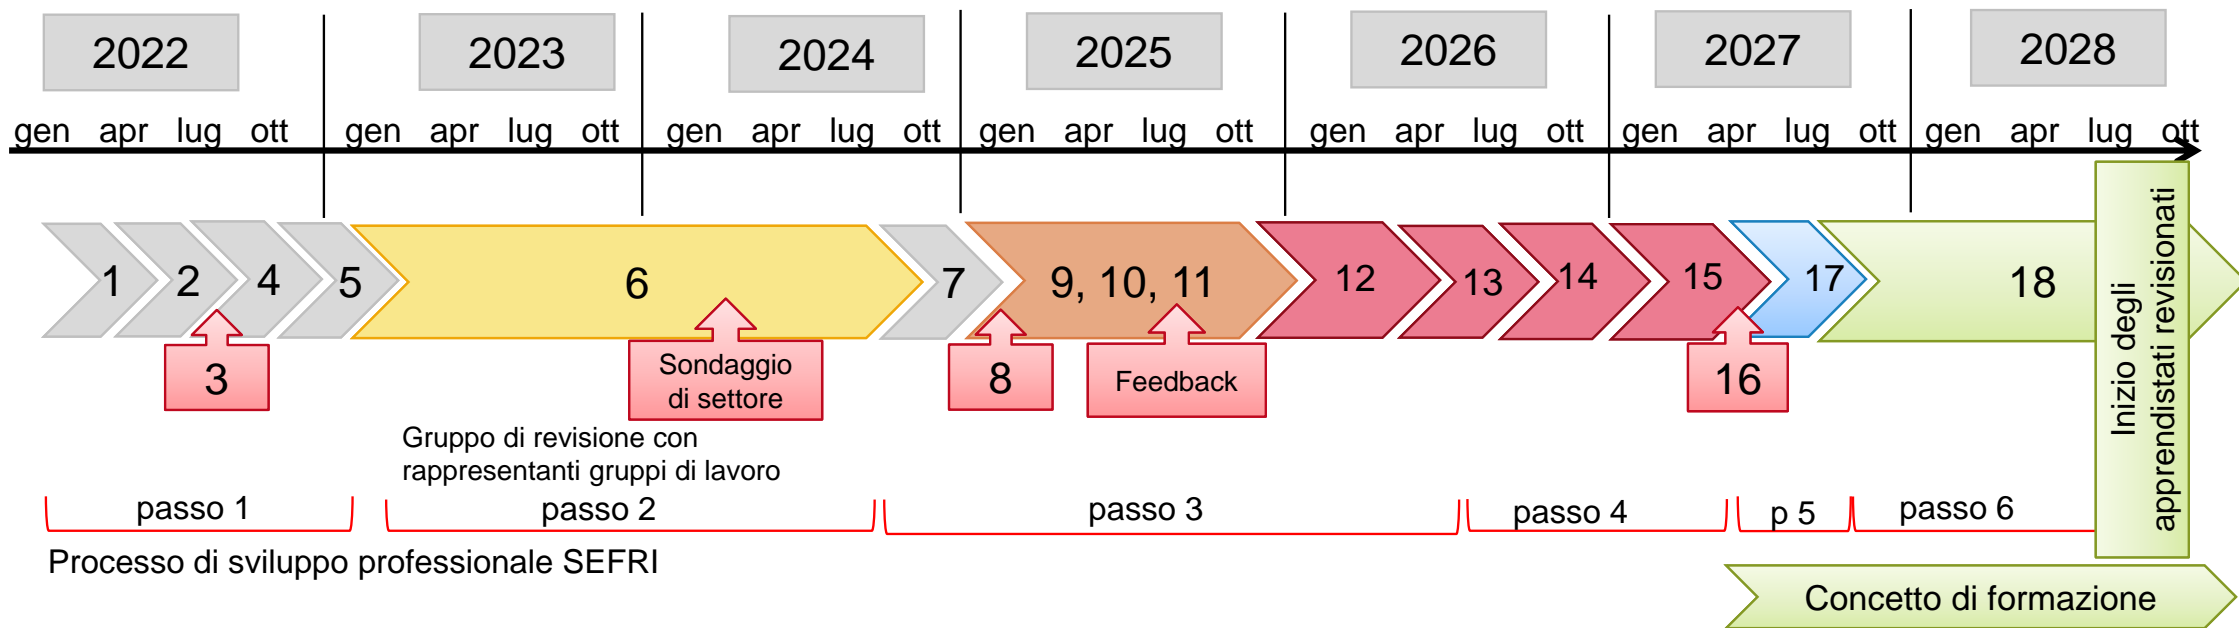 2022 2023 2024 2025 2026 2027 2028
gen apr lug ott gen apr lug ott gen apr lug ott gen apr lug ott gen apr lug ott gen apr lug ott gen apr lug ott
1 2 4 5 6 7 9, 10, 11 12 13 14 15 17 18
3
Sondaggio
di settore
8
Feedback
16
Inizio degli
apprendistati revisionati
Gruppo di revisione con
rappresentanti gruppi di lavoro
passo 1 passo 2 passo 3 passo 4 p 5 passo 6
Processo di sviluppo professionale SEFRI
Concetto di formazione